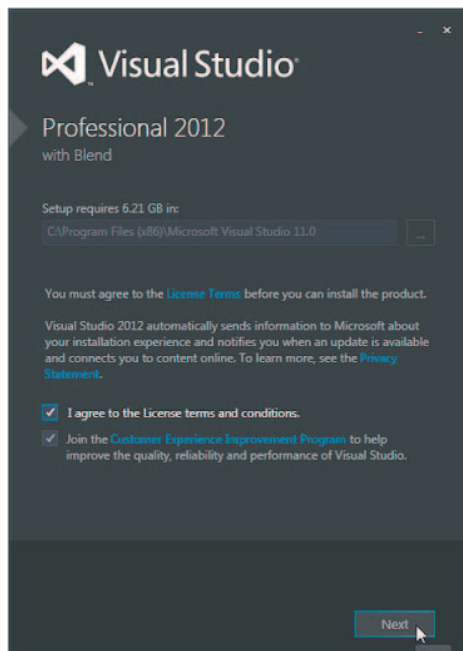 Visual Studio
Professional 2012
with Blend
Setup requires 6.21 GB in:
C:\Program Files (x86)\Microsoft Visual Studio 11.0
...
You must agree to the License Terms before you can install the product.
Visual Studio 2012 automatically sends information to Microsoft about
your installation experience and notifies you when an update is available
and connects you to content online. To learn more, see the Privacy
Statement.
I agree to the License terms and conditions.
Join the Customer Experience Improvement Program to help
improve the quality, reliability and performance of Visual Studio.
Next